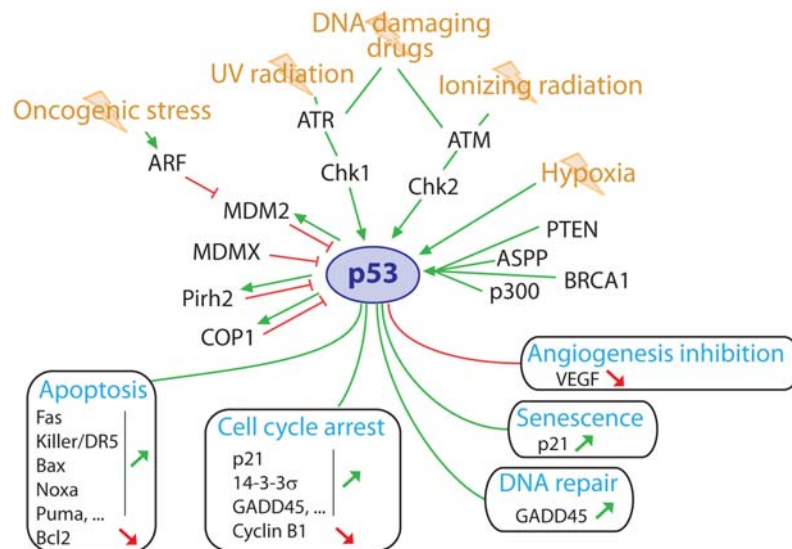 DNA damaging
drugs
UV radiation
Ionizing radiation
Oncogenic stress
ATR
ATM
ARF
Chk1
Chk2
Hypoxia
MDM2
PTEN
MDMX
ASPP
p53
BRCA1
Pirh2
p300
COP1
Angiogenesis inhibition
VEGF
Apoptosis
Fas
Killer/DR5
Bax
Noxa
Puma, ...
Bcl2
Cell cycle arrest
p21
14-3-3σ
GADD45, ...
Cyclin B1
Senescence
p21
DNA repair
GADD45